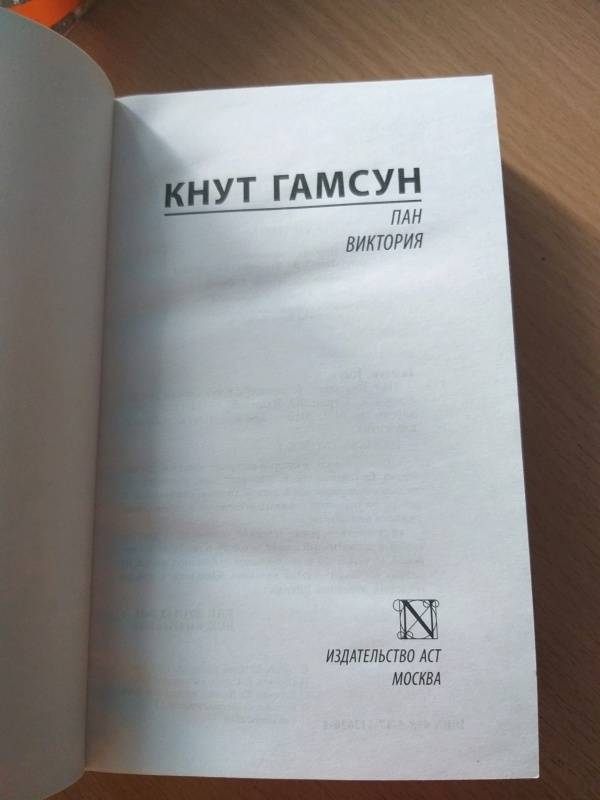 КНУТ ГАМСУН
ПАН
ВИКТОРИЯ
N
ИЗДАТЕЛЬСТВО АСТ
МОСКВА